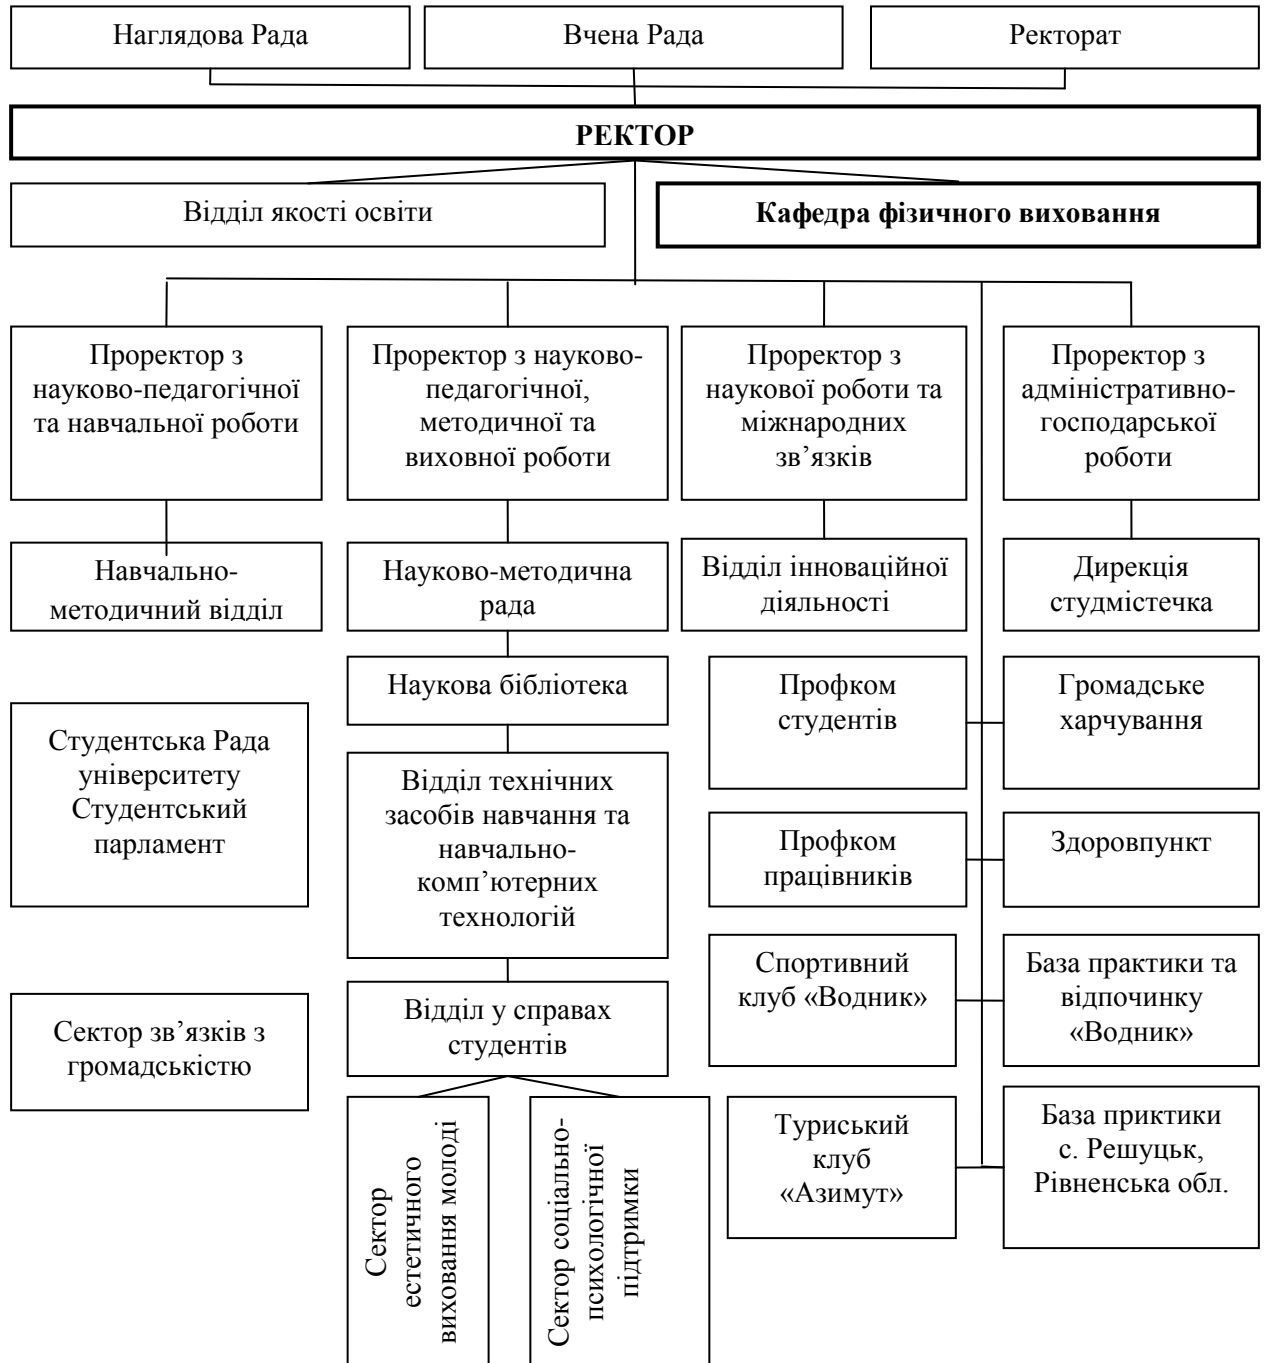 Наглядова Рада
Вчена Рада
Ректорат
РЕКТОР
Відділ якості освіти
Кафедра фізичного виховання
Проректор з
науково-педагогічної
та навчальної роботи
Проректор з науково-
педагогічної,
методичної та
виховної роботи
Проректор з
наукової роботи та
міжнародних
зв’язків
Проректор з
адміністративно-
господарської
роботи
Навчально-
методичний відділ
Науково-методична
рада
Відділ інноваційної
діяльності
Дирекція
студмістечка
Наукова бібліотека
Профком
студентів
Громадське
харчування
Студентська Рада
університету
Студентський
парламент
Відділ технічних
засобів навчання та
навчально-
комп’ютерних
технологій
Профком
працівників
Здоровпункт
Спортивний
клуб «Водник»
База практики та
відпочинку
«Водник»
Сектор зв’язків з
громадськістю
Відділ у справах
студентів
Сектор
естетичного
виховання молоді
Сектор соціально-
психологічної
підтримки
Туриський
клуб
«Азимут»
База приктики
с. Решуцьк,
Рівненська обл.